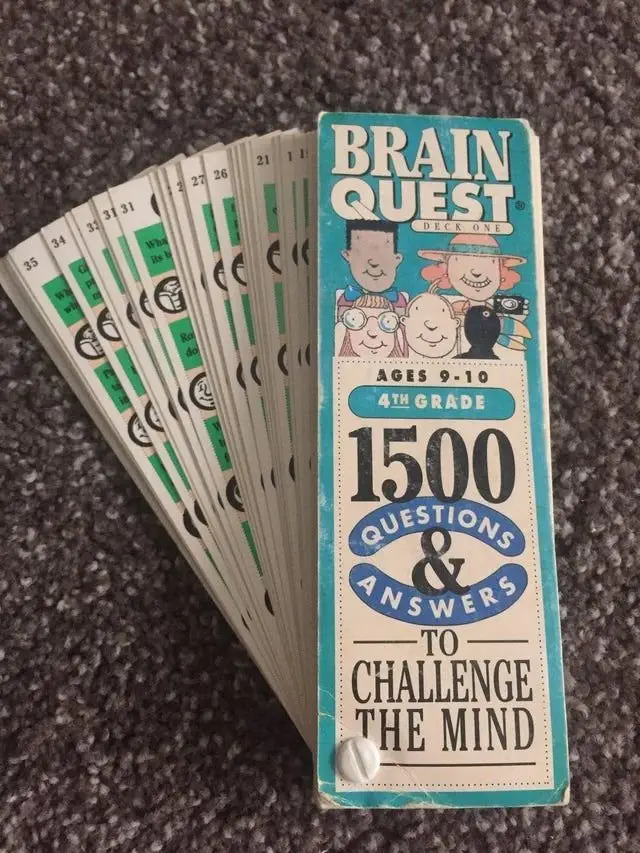 BRAIN
QUEST®
DECK ONE
AGES 9-10
4TH GRADE
1500
QUESTIONS
&
ANSWERS
TO
CHALLENGE
THE MIND
35
34
31
31
27
26
21